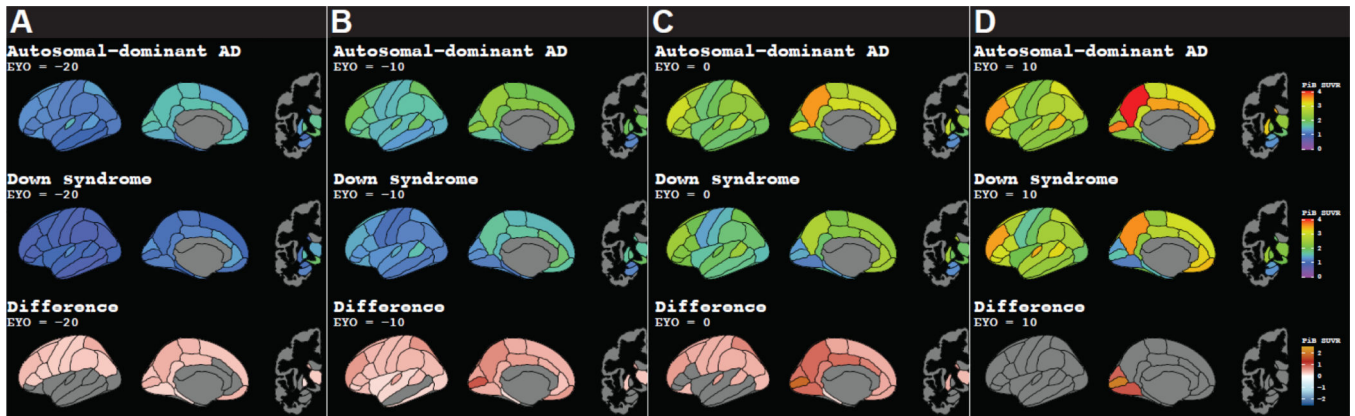 A
B
C
D
Autosomal-dominant AD
EYO = -20
Autosomal-dominant AD
EYO = -10
Autosomal-dominant AD
EYO = 0
Autosomal-dominant AD
EYO = 10
PiB SUVR
4
3
2
1
0
Down syndrome
EYO = -20
Down syndrome
EYO = -10
Down syndrome
EYO = 0
Down syndrome
EYO = 10
PiB SUVR
4
3
2
1
0
Difference
EYO = -20
Difference
EYO = -10
Difference
EYO = 0
Difference
EYO = 10
PiB SUVR
2
1
0
-1
-2